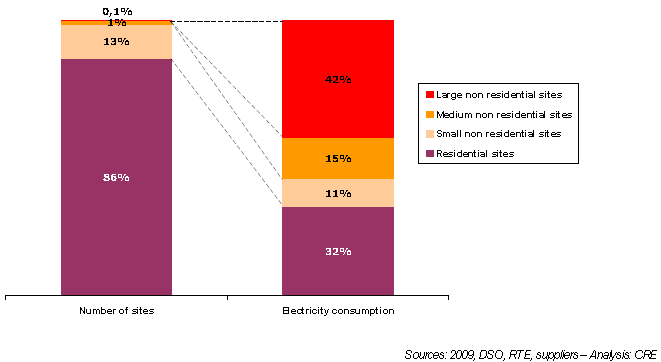 0,1%
1%
13%
86%
42%
15%
11%
32%
Large non residential sites
Medium non residential sites
Small non residential sites
Residential sites
Number of sites
Electricity consumption
Sources: 2009, DSO, RTE, suppliers – Analysis: CRE